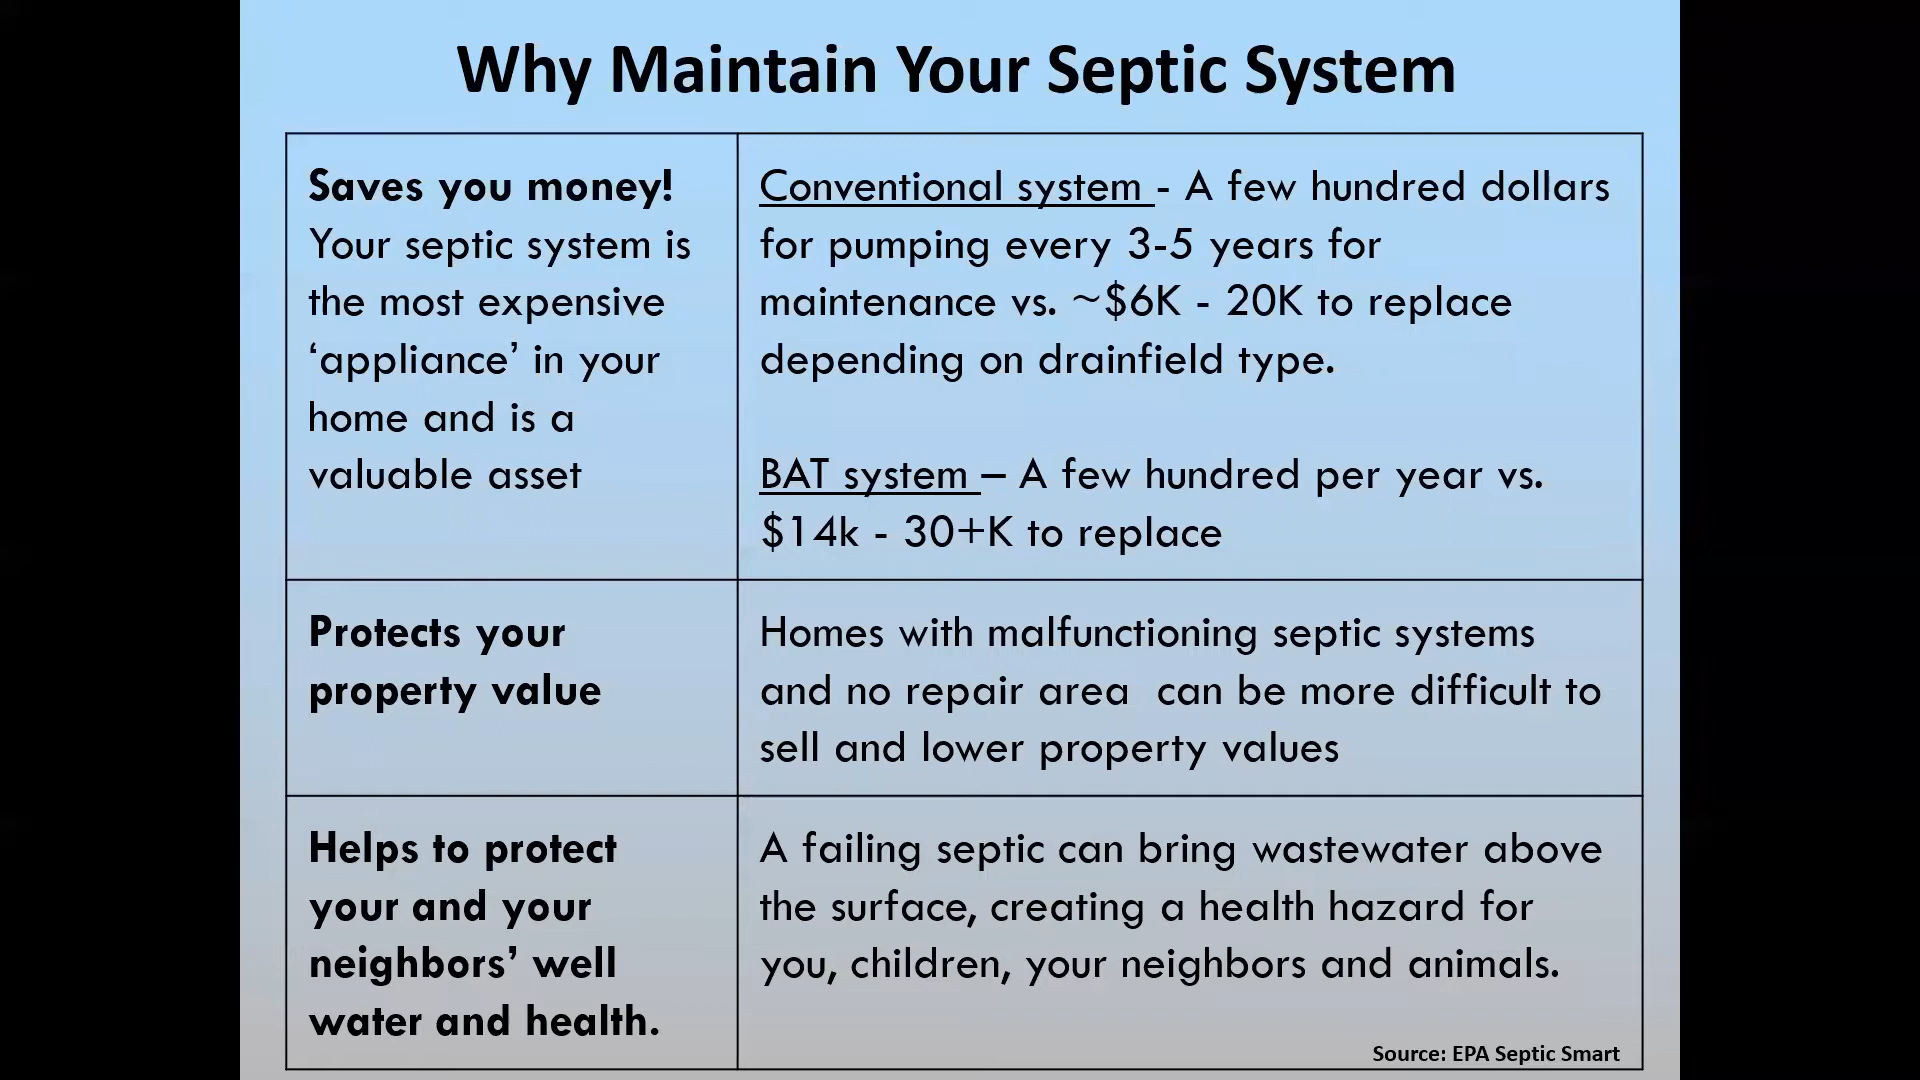 Why Maintain Your Septic System
Saves you money!
Your septic system is
the most expensive
‘appliance’ in your
home and is a
valuable asset
Conventional system - A few hundred dollars
for pumping every 3-5 years for
maintenance vs. ~$6K - 20K to replace
depending on drainfield type.
BAT system – A few hundred per year vs.
$14k - 30+K to replace
Protects your
property value
Homes with malfunctioning septic systems
and no repair area  can be more difficult to
sell and lower property values
Helps to protect
your and your
neighbors’ well
water and health.
A failing septic can bring wastewater above
the surface, creating a health hazard for
you, children, your neighbors and animals.
Source: EPA Septic Smart